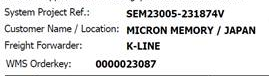 System Project Ref.: SEM23005-231874V
Customer Name / Location: MICRON MEMORY / JAPAN
Freight Forwarder: K-LINE
WMS Orderkey: 0000023087